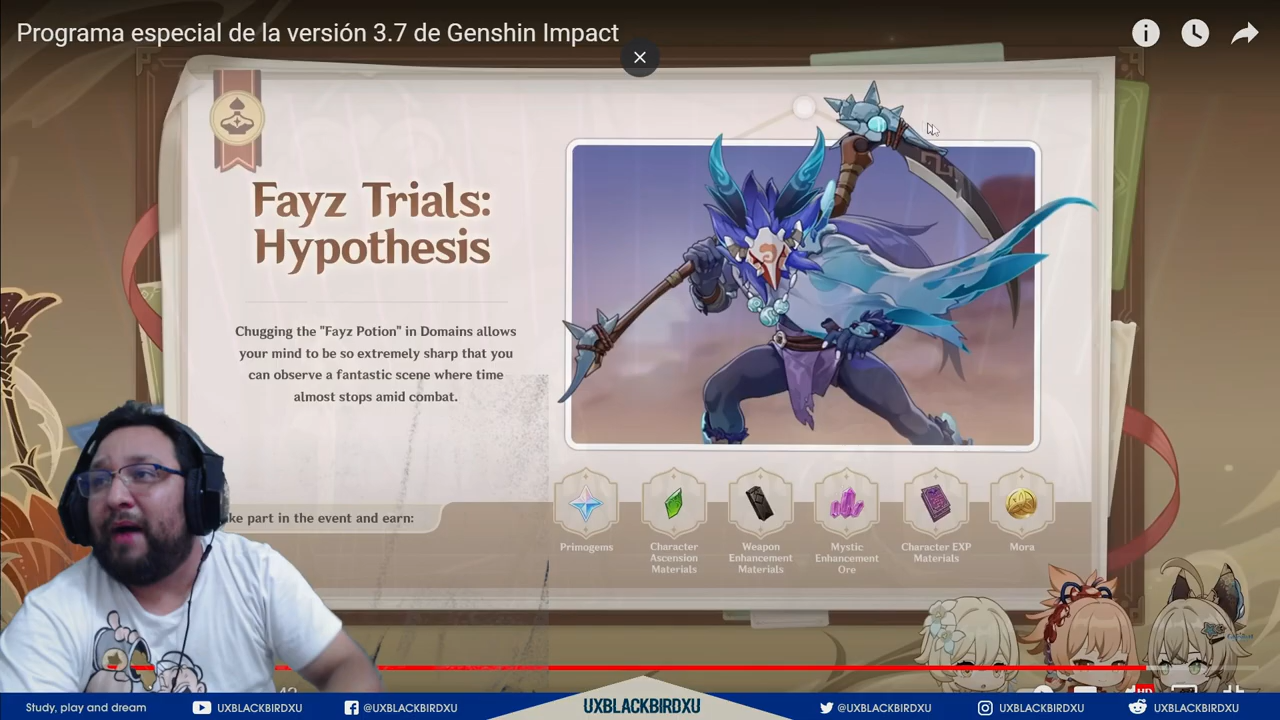 Programa especial de la versión 3.7 de Genshin Impact
Fayz Trials:
Hypothesis
Chugging the "Fayz Potion" in Domains allows
your mind to be so extremely sharp that you
can observe a fantastic scene where time
almost stops amid combat.
ke part in the event and earn:
Primogems
Character
Ascension
Materials
Weapon
Enhancement
Materials
Mystic
Enhancement
Ore
Character EXP
Materials
Mora
HD
Study, play and dream
UXBLACKBIRDXU
@UXBLACKBIRDXU
UXBLACKBIRDXU
@UXBLACKBIRDXU
UXBLACKBIRDXU
UXBLACKBIRDXU